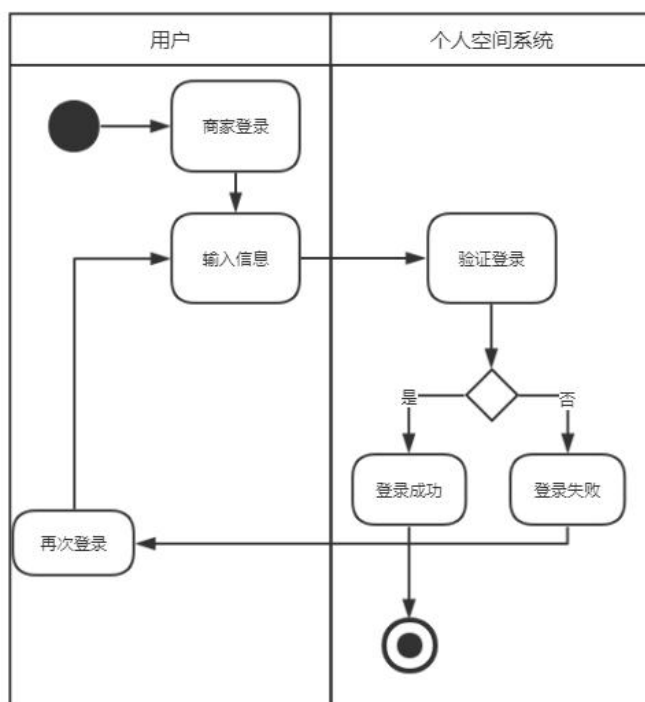 用户
个人空间系统
商家登录
输入信息
验证登录
是
否
登录成功
登录失败
再次登录